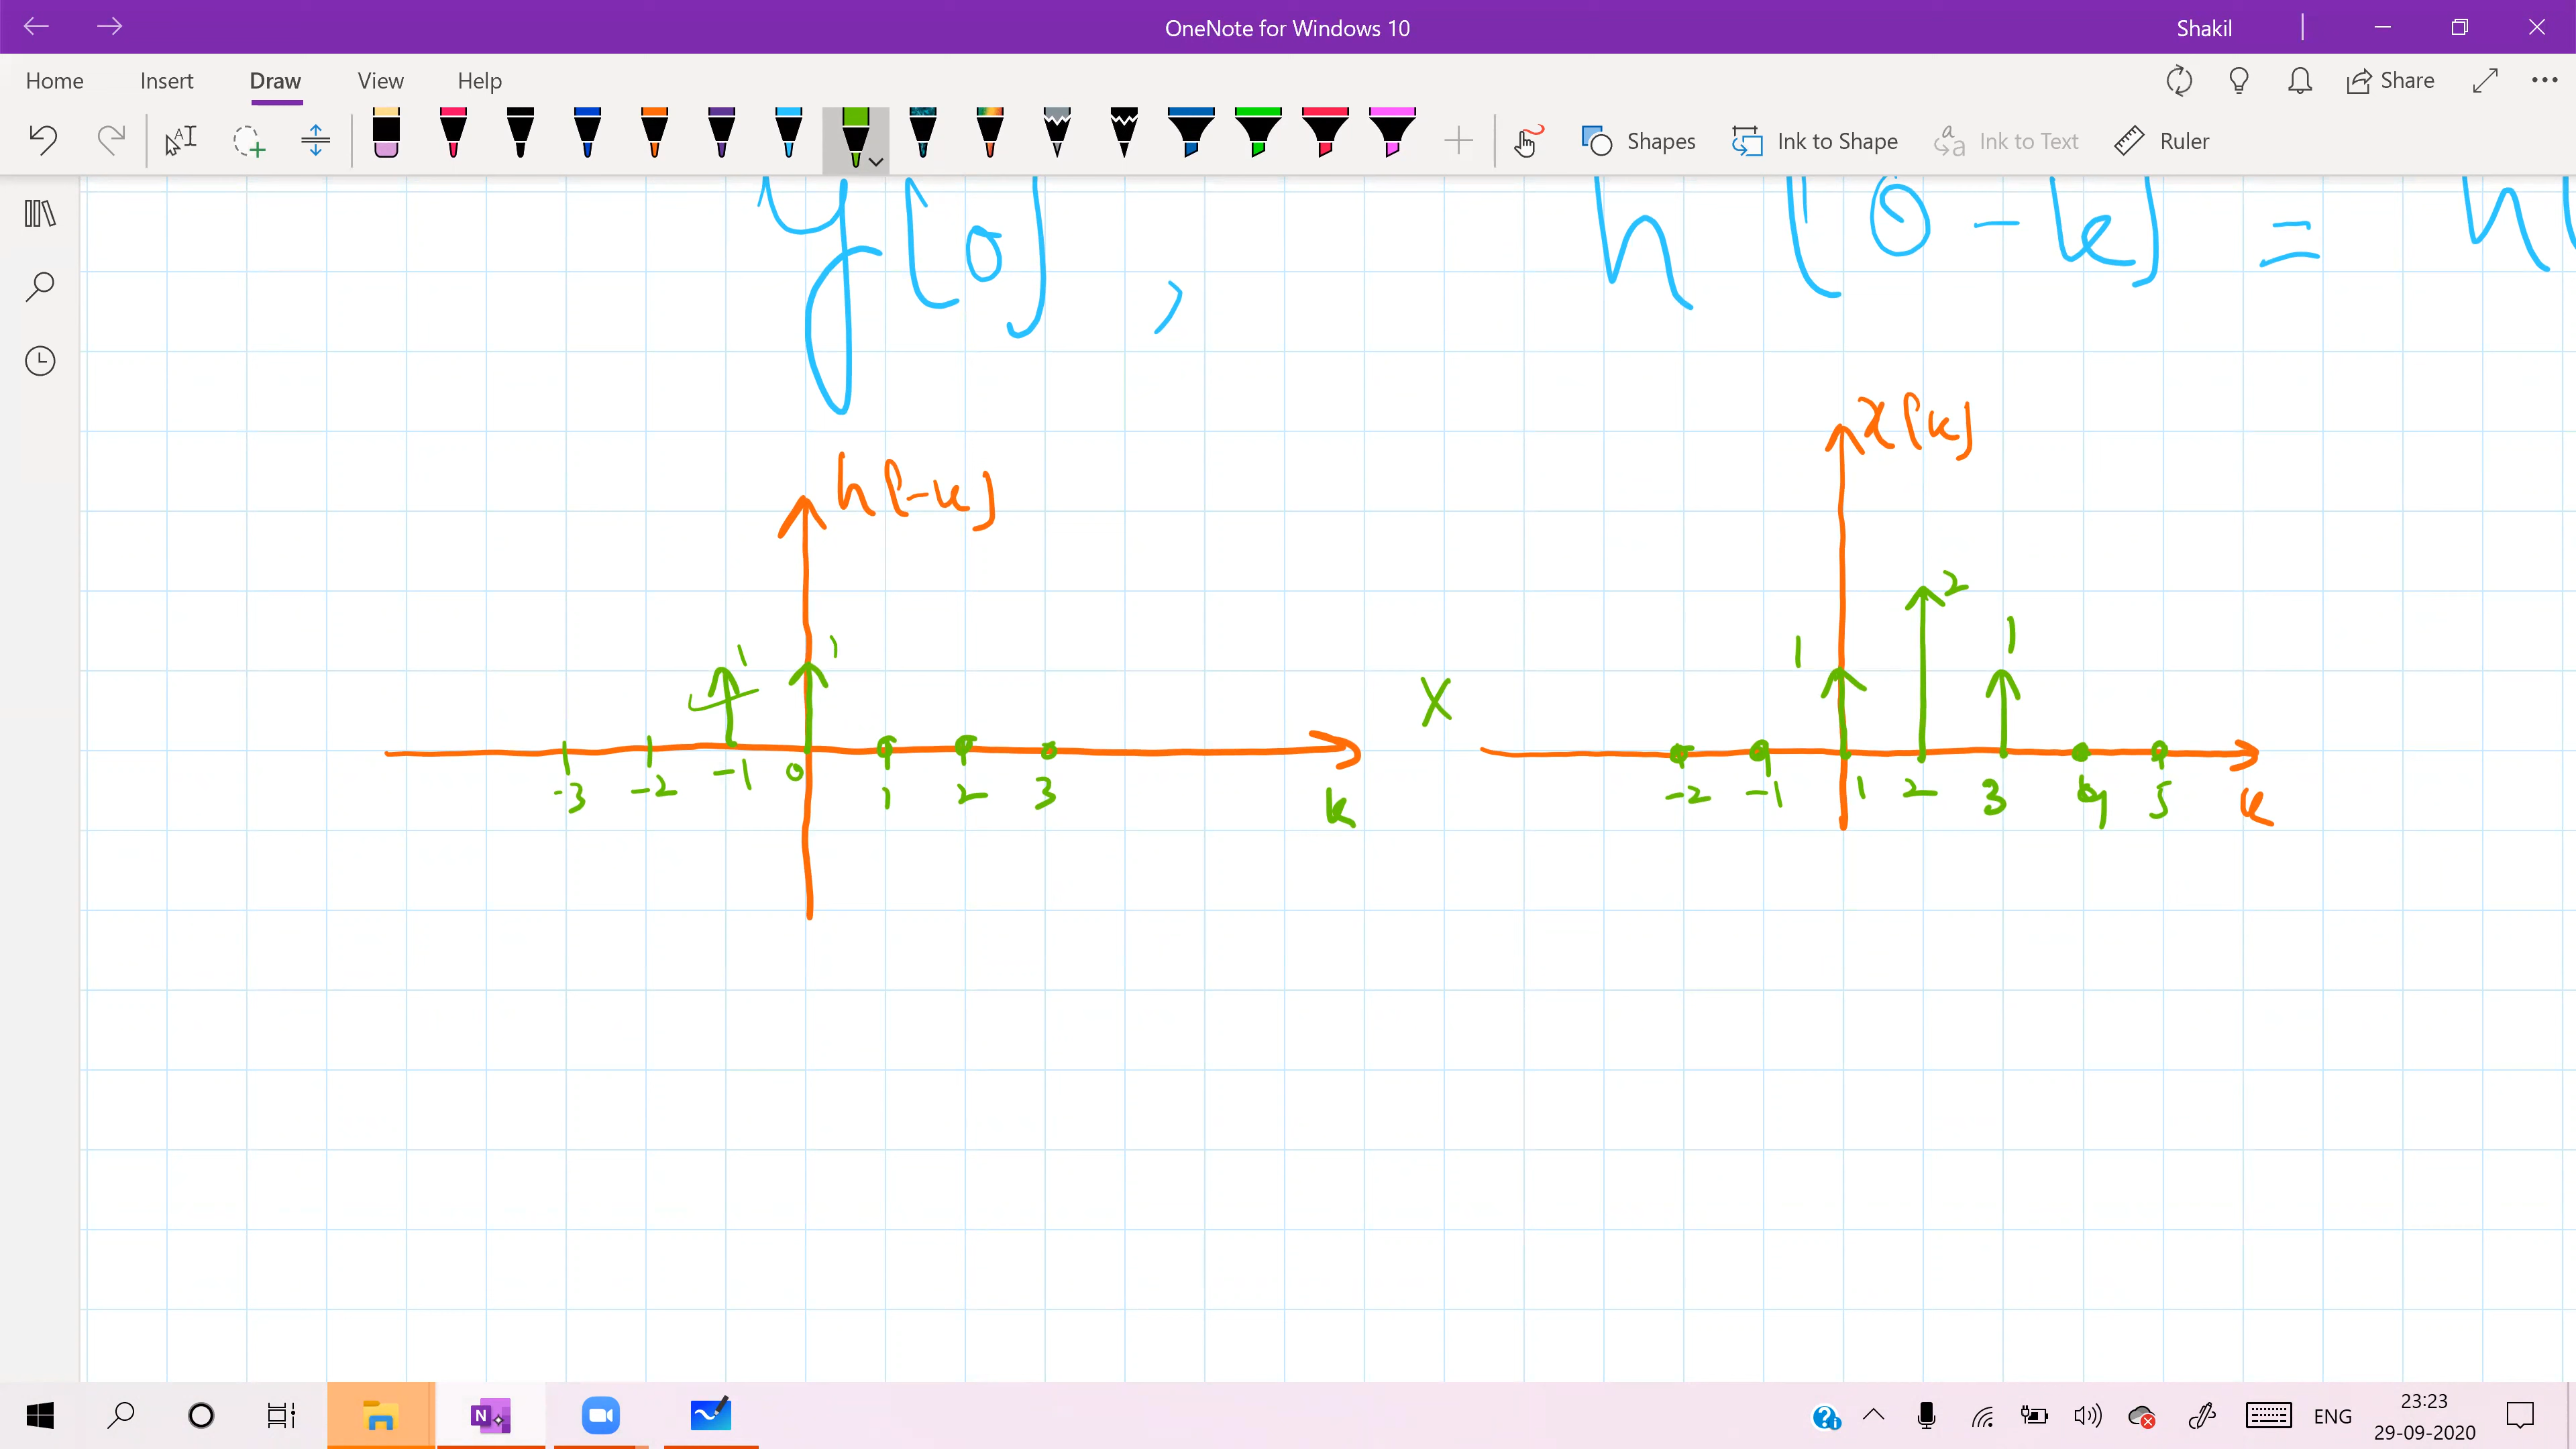 OneNote for Windows 10 Shakil
Home Insert Draw View Help Share
Shapes Ink to Shape Ink to Text Ruler
y[0], h[0-k] = h[
x[k]
h[-k]
2
1 1 1 1
X
-3 -2 -1 0 1 2 3 k -2 -1 1 2 3 4 5 k
ENG 23:23
29-09-2020